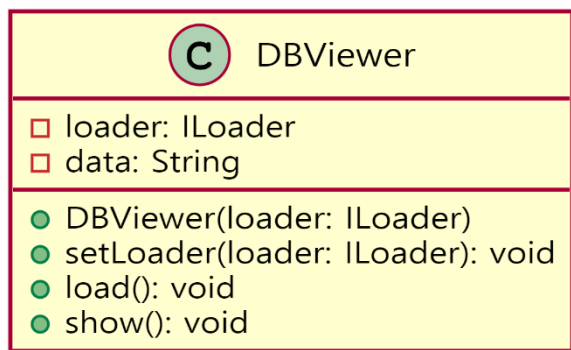 C DBViewer
loader: ILoader
data: String
DBViewer(loader: ILoader)
setLoader(loader: ILoader): void
load(): void
show(): void